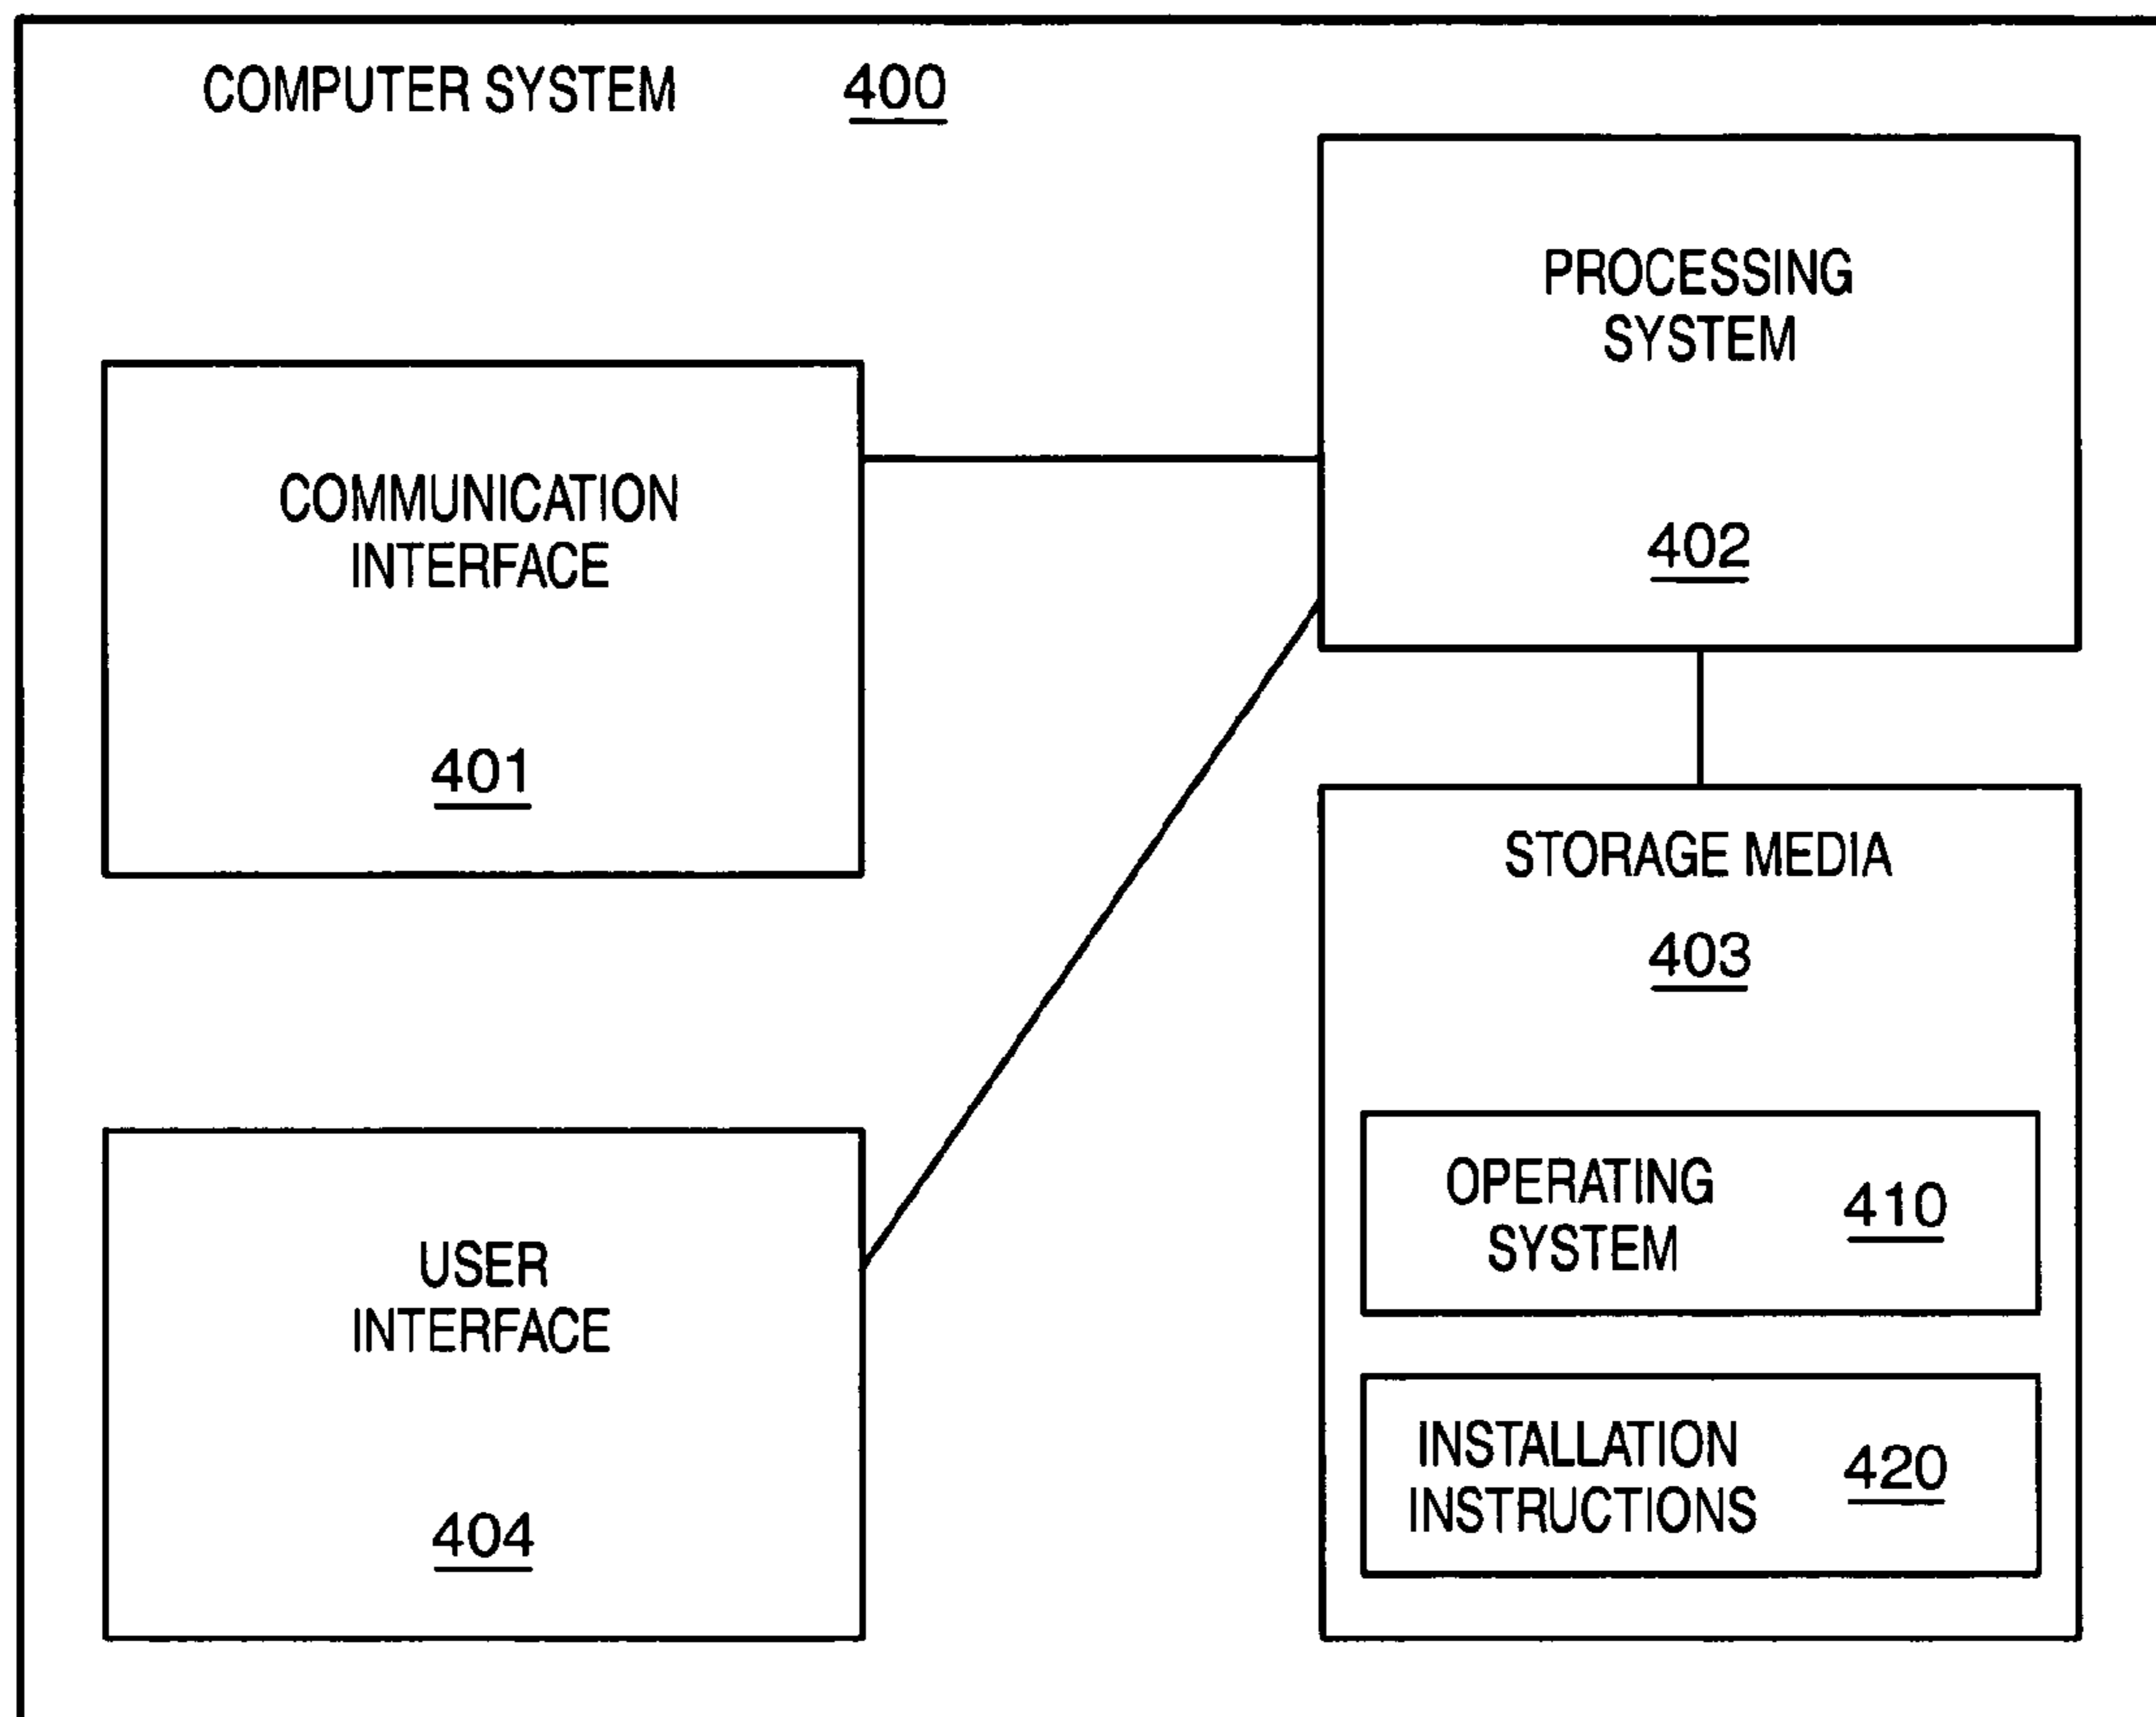 COMPUTER SYSTEM 400
PROCESSING
SYSTEM
402
COMMUNICATION
INTERFACE
401
STORAGE MEDIA
403
OPERATING
SYSTEM
410
USER
INTERFACE
404
INSTALLATION
INSTRUCTIONS
420